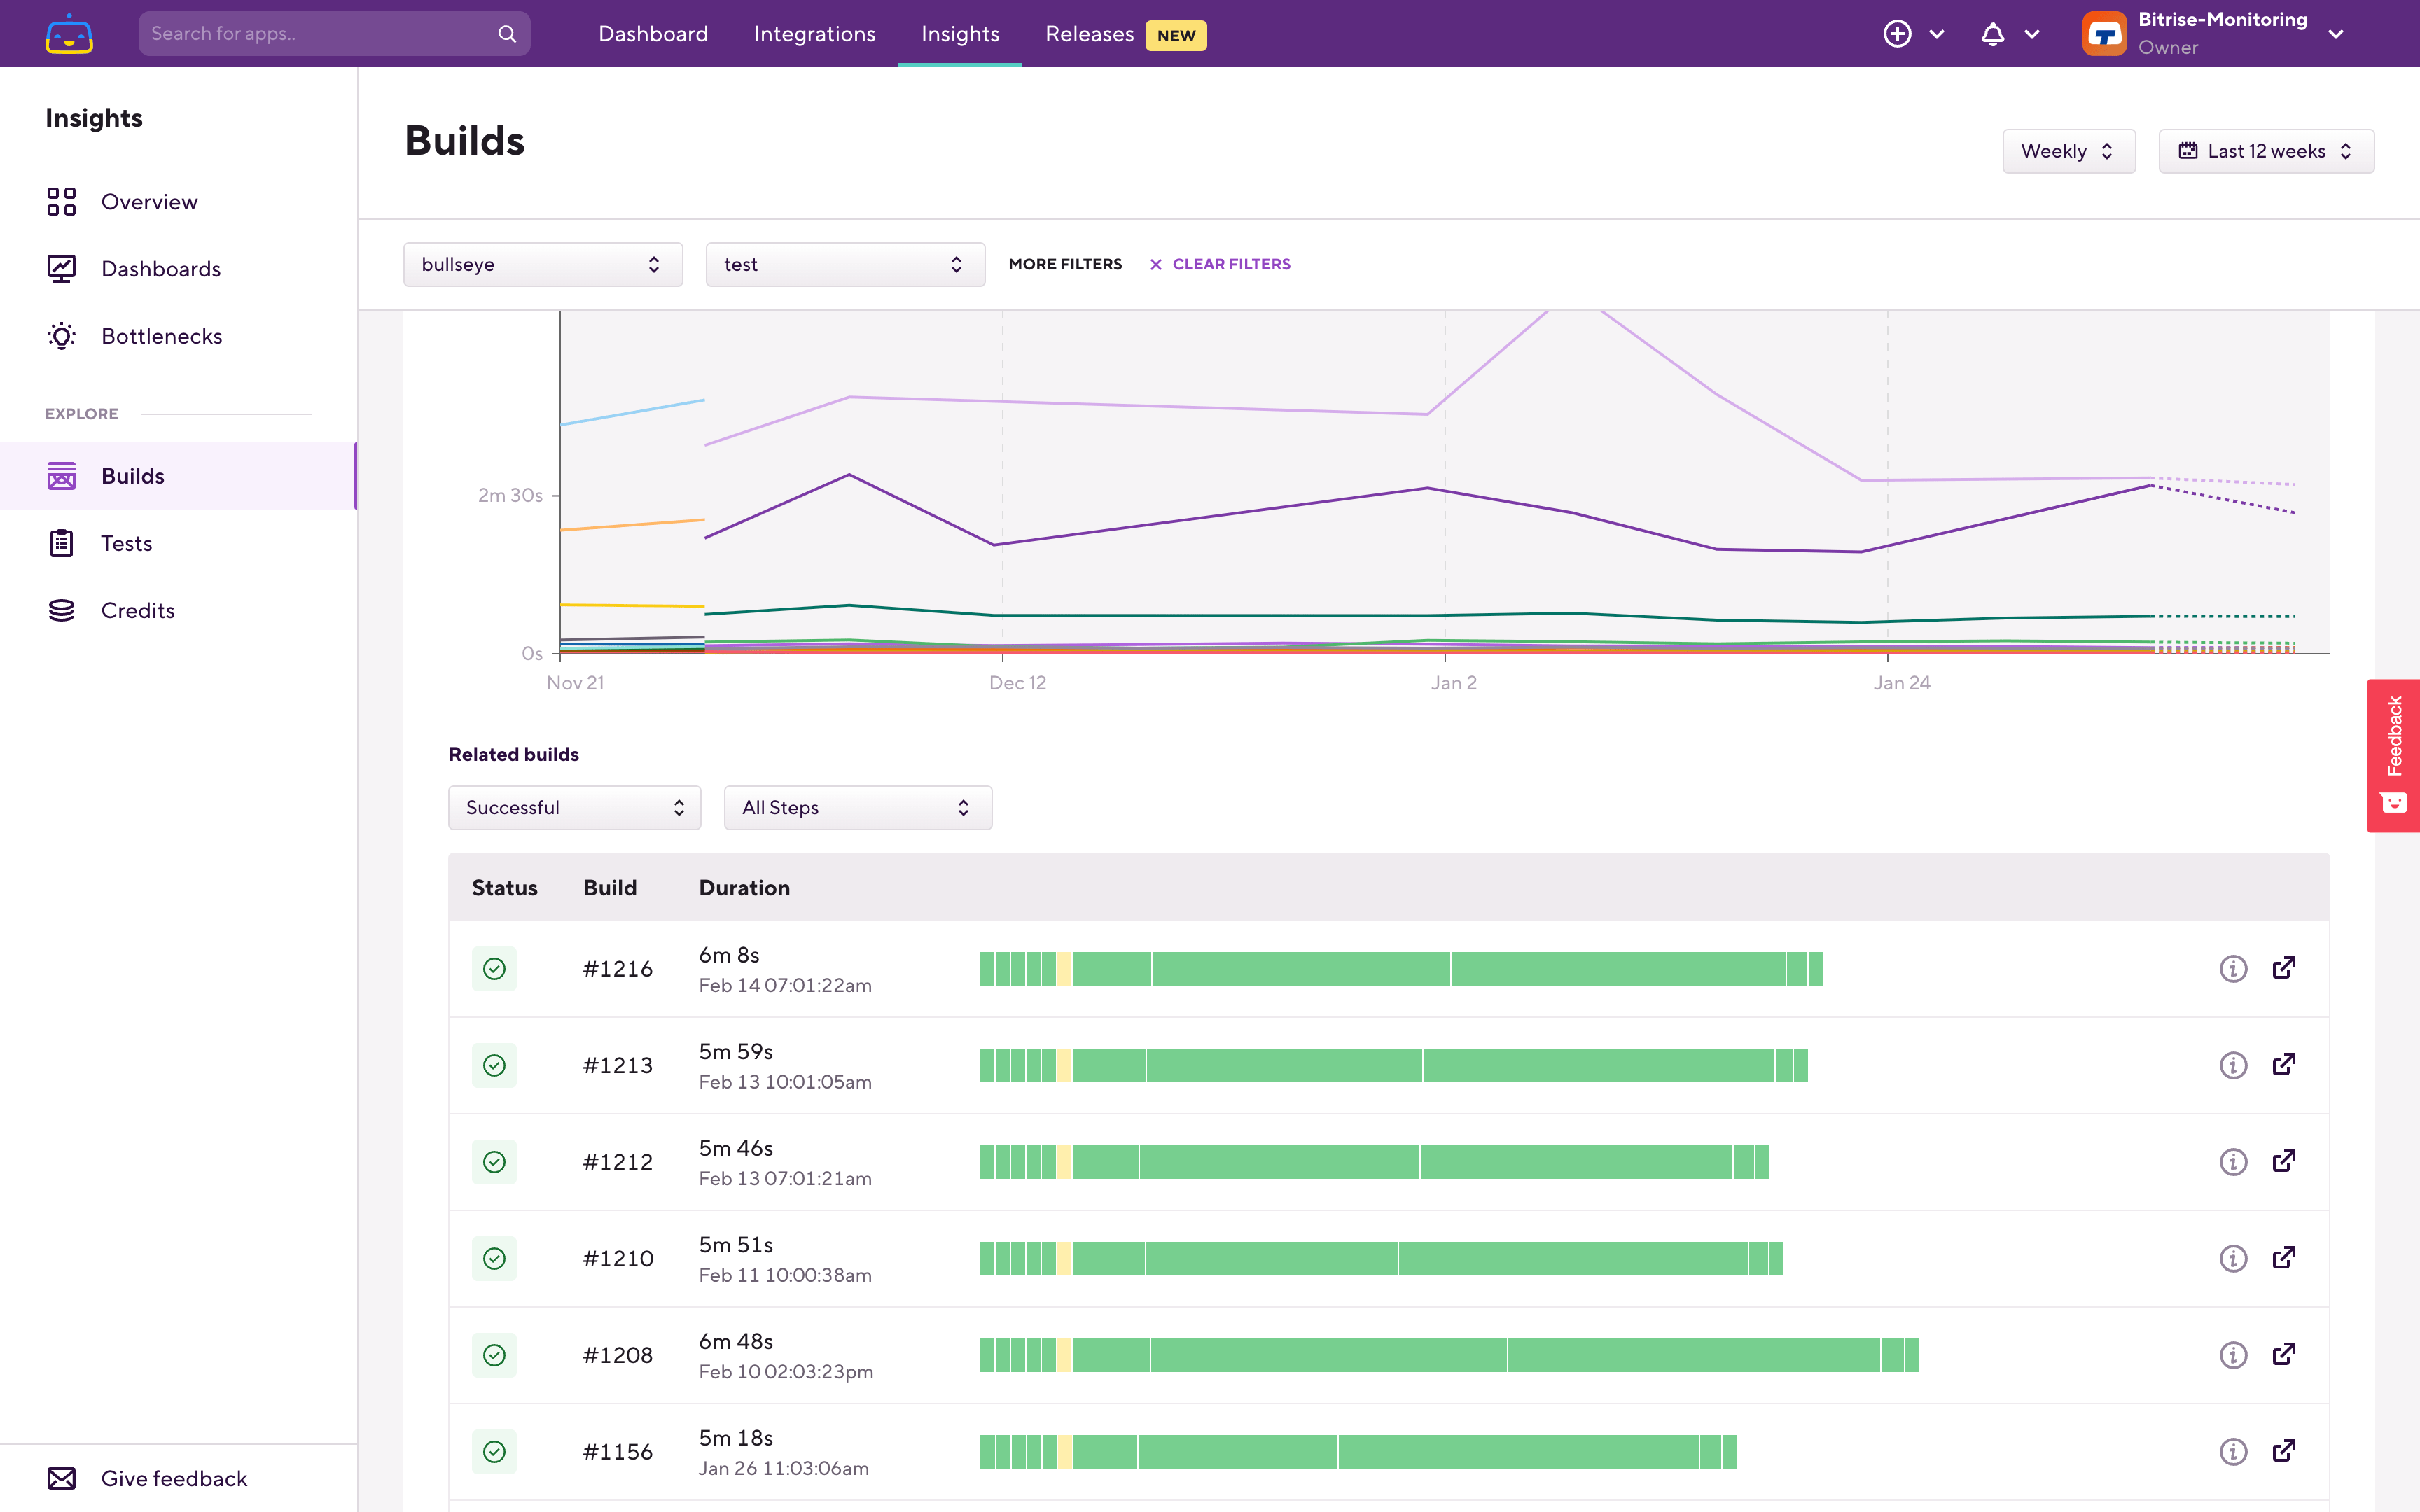 Search for apps..
Dashboard
Integrations
Insights
Releases NEW
Bitrise-Monitoring
Owner
Insights
Overview
Dashboards
Bottlenecks
EXPLORE
Builds
Tests
Credits
Give feedback
Builds
Weekly
Last 12 weeks
bullseye
test
MORE FILTERS
CLEAR FILTERS
2m 30s
0s
Nov 21
Dec 12
Jan 2
Jan 24
Feedback
Related builds
Successful
All Steps
Status Build Duration
#1216
6m 8s
Feb 14 07:01:22am
#1213
5m 59s
Feb 13 10:01:05am
#1212
5m 46s
Feb 13 07:01:21am
#1210
5m 51s
Feb 11 10:00:38am
#1208
6m 48s
Feb 10 02:03:23pm
#1156
5m 18s
Jan 26 11:03:06am